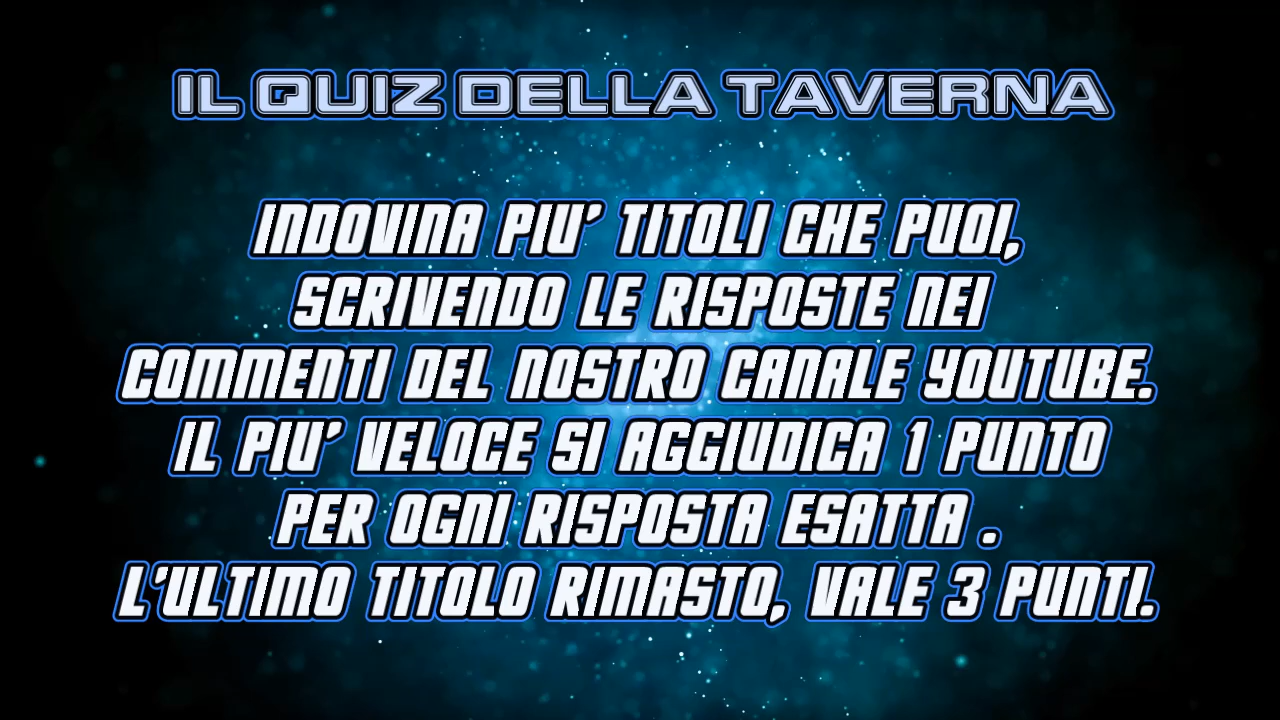 IL QUIZ DELLA TAVERNA
INDOVINA PIU' TITOLI CHE PUOI,
SCRIVENDO LE RISPOSTE NEI
COMMENTI DEL NOSTRO CANALE YOUTUBE.
IL PIU' VELOCE SI AGGIUDICA 1 PUNTO
PER OGNI RISPOSTA ESATTA .
L'ULTIMO TITOLO RIMASTO, VALE 3 PUNTI.